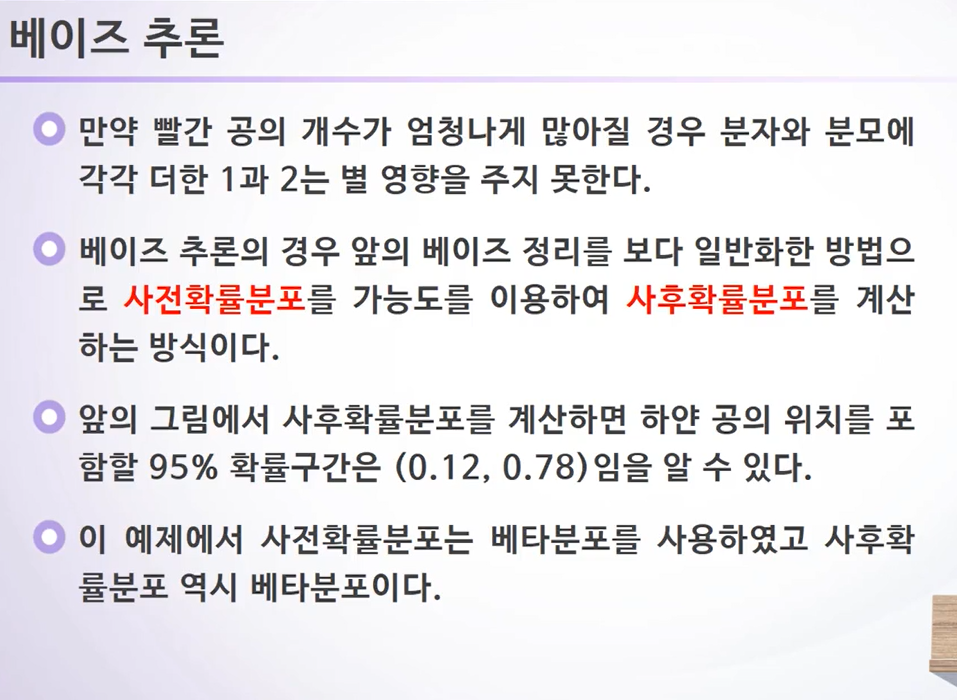 베이즈 추론
만약 빨간 공의 개수가 엄청나게 많아질 경우 분자와 분모에
각각 더한 1과 2는 별 영향을 주지 못한다.
베이즈 추론의 경우 앞의 베이즈 정리를 보다 일반화한 방법으
로 사전확률분포를 가능도를 이용하여 사후확률분포를 계산
하는 방식이다.
앞의 그림에서 사후확률분포를 계산하면 하얀 공의 위치를 포
함할 95% 확률구간은 (0.12, 0.78)임을 알 수 있다.
이 예제에서 사전확률분포는 베타분포를 사용하였고 사후확
률분포 역시 베타분포이다.